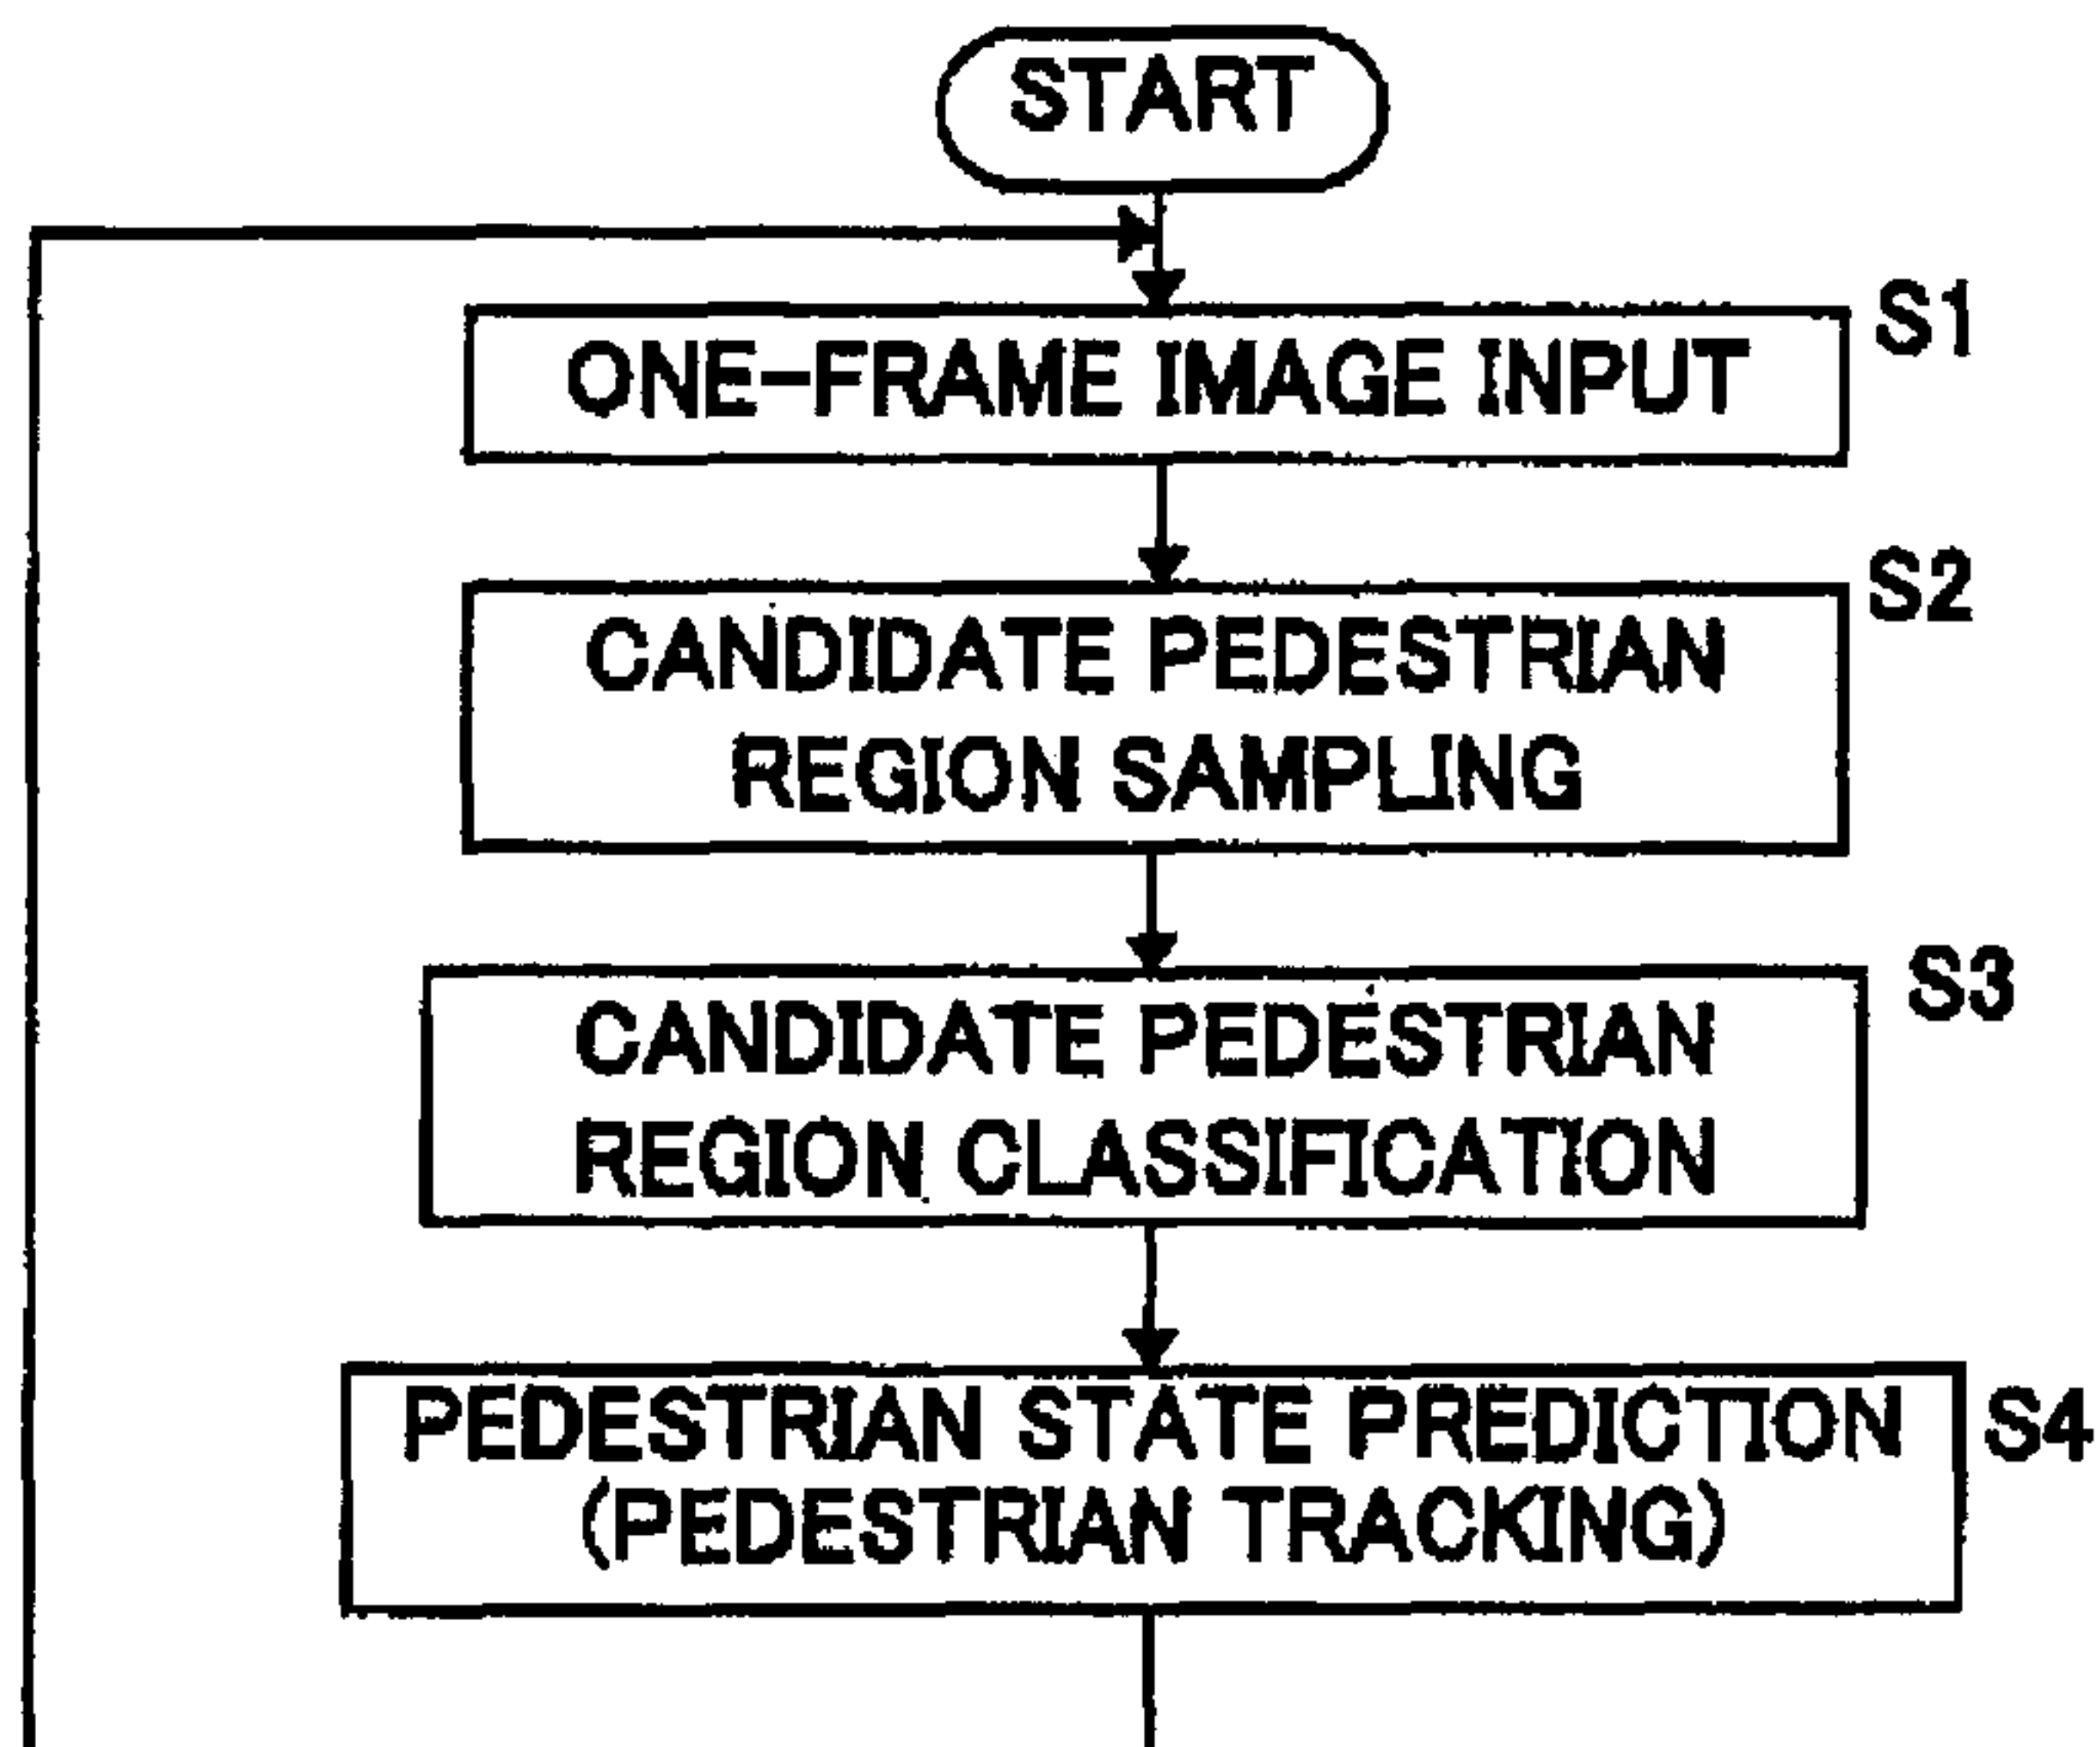 START
S1
ONE-FRAME IMAGE INPUT
S2
CANDIDATE PEDESTRIAN
REGION SAMPLING
S3
CANDIDATE PEDESTRIAN
REGION CLASSIFICATION
PEDESTRIAN STATE PREDICTION S4
(PEDESTRIAN TRACKING)